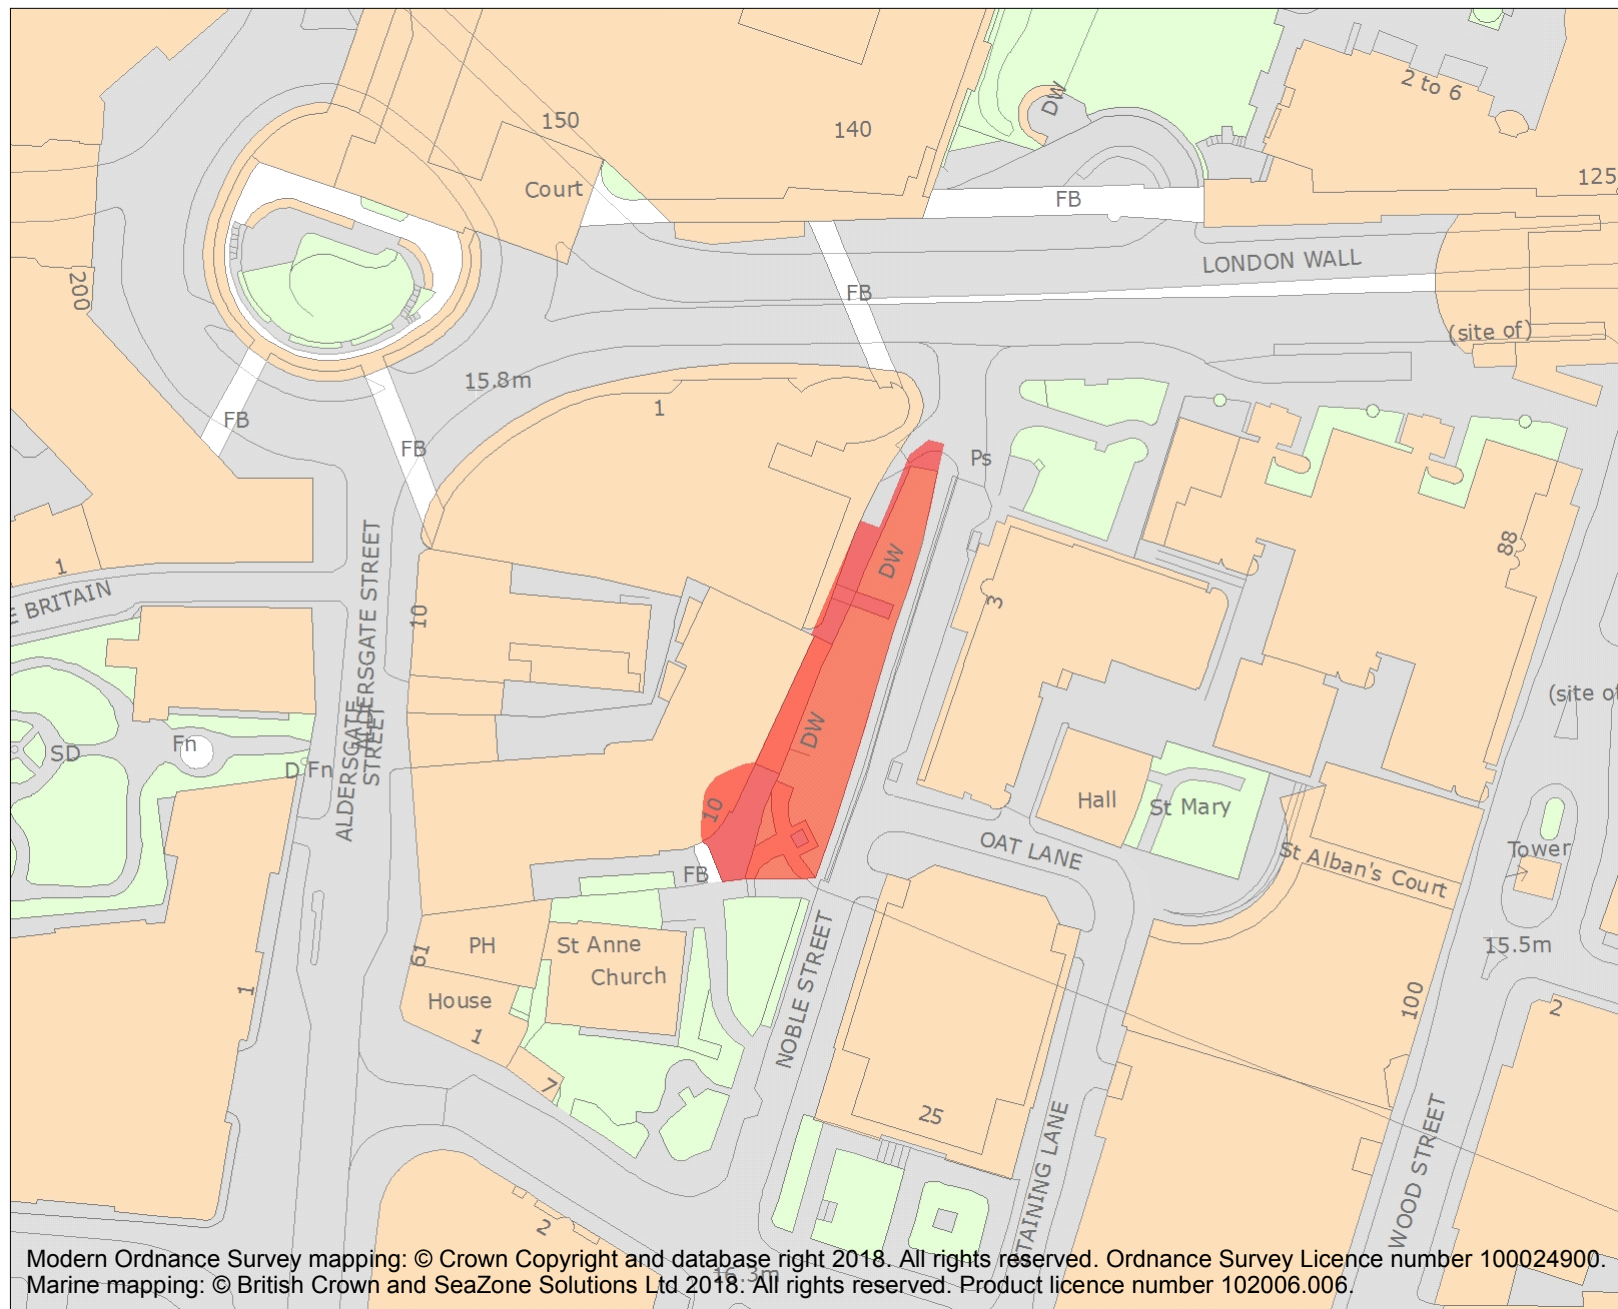 DW
2 to 6
150
140
125
Court
FB
LONDON WALL
200
FB
(site of)
15.8m
1
FB
FB
Ps
88
DW
1
E BRITAIN
10
3
ALDERSGATE STREET
ALDERSGATE
STREET
(site of
DW
SD
Fn
D Fn
10
Hall
St Mary
OAT LANE
St Alban's Court
Tower
FB
61
PH
St Anne
Church
15.5m
House
1
1
NOBLE STREET
100
2
7
25
TAINING LANE
WOOD STREET
2
16.3m
Modern Ordnance Survey mapping: © Crown Copyright and database right 2018. All rights reserved. Ordnance Survey Licence number 100024900.
Marine mapping: © British Crown and SeaZone Solutions Ltd 2018. All rights reserved. Product licence number 102006.006.